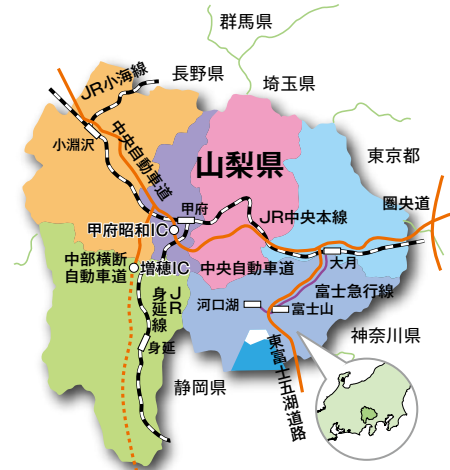 群馬県
長野県
埼玉県
JR小海線
小淵沢
中央自動車道
山梨県
東京都
圏央道
甲府
甲府昭和IC
JR中央本線
中部横断
自動車道
増穂IC
中央自動車道
大月
JR
身延線
河口湖
富士急行線
富士山
身延
神奈川県
静岡県
東富士五湖道路